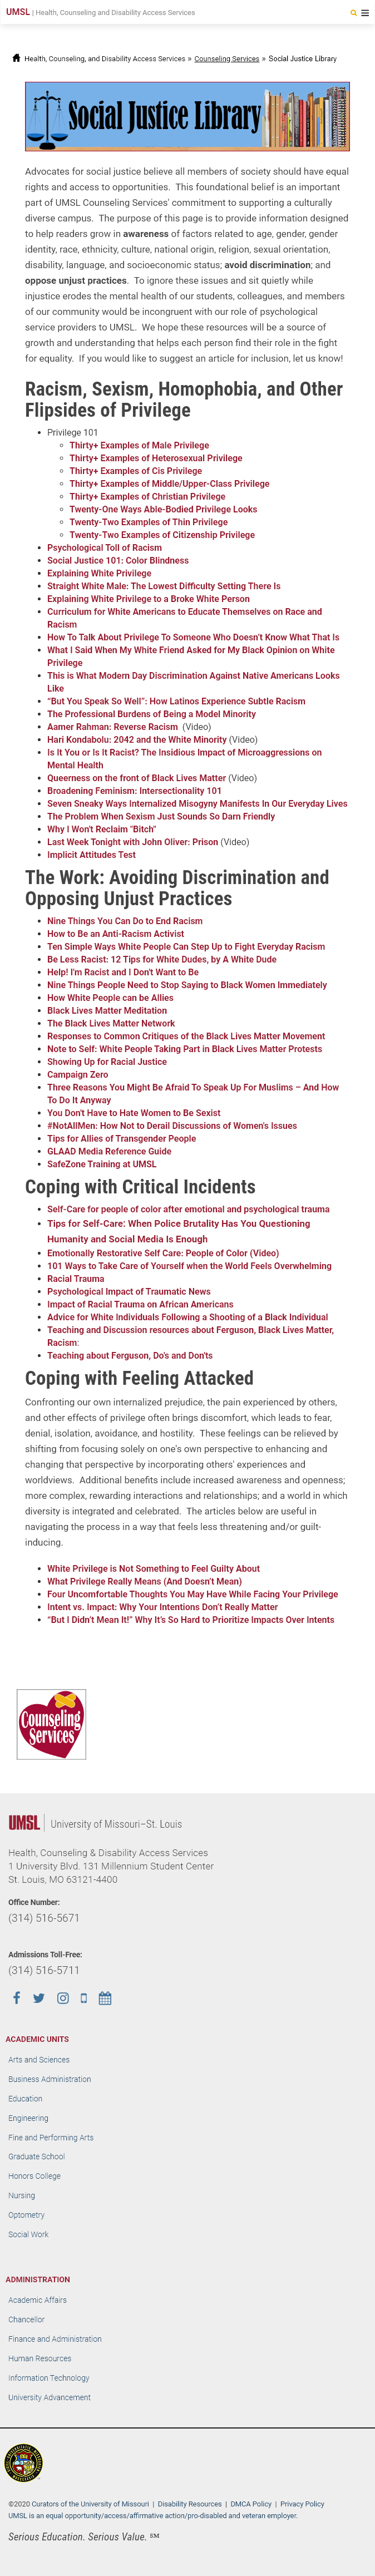 UMSL | Health, Counseling and Disability Access Services
Health, Counseling, and Disability Access Services » Counseling Services » Social Justice Library
Social Justice Library
Advocates for social justice believe all members of society should have equal
rights and access to opportunities. This foundational belief is an important
part of UMSL Counseling Services' commitment to supporting a culturally
diverse campus. The purpose of this page is to provide information designed
to help readers grow in awareness of factors related to age, gender, gender
identity, race, ethnicity, culture, national origin, religion, sexual orientation,
disability, language, and socioeconomic status; avoid discrimination; and
oppose unjust practices. To ignore these issues and sit quietly while
injustice erodes the mental health of our students, colleagues, and members
of our community would be incongruent with our role of psychological
service providers to UMSL. We hope these resources will be a source of
growth and understanding that helps each person find their role in the fight
for equality. If you would like to suggest an article for inclusion, let us know!
Racism, Sexism, Homophobia, and Other
Flipsides of Privilege
Privilege 101
Thirty+ Examples of Male Privilege
Thirty+ Examples of Heterosexual Privilege
Thirty+ Examples of Cis Privilege
Thirty+ Examples of Middle/Upper-Class Privilege
Thirty+ Examples of Christian Privilege
Twenty-One Ways Able-Bodied Privilege Looks
Twenty-Two Examples of Thin Privilege
Twenty-Two Examples of Citizenship Privilege
Psychological Toll of Racism
Social Justice 101: Color Blindness
Explaining White Privilege
Straight White Male: The Lowest Difficulty Setting There Is
Explaining White Privilege to a Broke White Person
Curriculum for White Americans to Educate Themselves on Race and
Racism
How To Talk About Privilege To Someone Who Doesn't Know What That Is
What I Said When My White Friend Asked for My Black Opinion on White
Privilege
This is What Modern Day Discrimination Against Native Americans Looks
Like
“But You Speak So Well”: How Latinos Experience Subtle Racism
The Professional Burdens of Being a Model Minority
Aamer Rahman: Reverse Racism (Video)
Hari Kondabolu: 2042 and the White Minority (Video)
Is It You or Is It Racist? The Insidious Impact of Microaggressions on
Mental Health
Queerness on the front of Black Lives Matter (Video)
Broadening Feminism: Intersectionality 101
Seven Sneaky Ways Internalized Misogyny Manifests In Our Everyday Lives
The Problem When Sexism Just Sounds So Darn Friendly
Why I Won't Reclaim "Bitch"
Last Week Tonight with John Oliver: Prison (Video)
Implicit Attitudes Test
The Work: Avoiding Discrimination and
Opposing Unjust Practices
Nine Things You Can Do to End Racism
How to Be an Anti-Racism Activist
Ten Simple Ways White People Can Step Up to Fight Everyday Racism
Be Less Racist: 12 Tips for White Dudes, by A White Dude
Help! I'm Racist and I Don't Want to Be
Nine Things People Need to Stop Saying to Black Women Immediately
How White People can Be Allies
Black Lives Matter Meditation
The Black Lives Matter Network
Responses to Common Critiques of the Black Lives Matter Movement
Note to Self: White People Taking Part in Black Lives Matter Protests
Showing Up for Racial Justice
Campaign Zero
Three Reasons You Might Be Afraid To Speak Up For Muslims – And How
To Do It Anyway
You Don't Have to Hate Women to Be Sexist
#NotAllMen: How Not to Derail Discussions of Women's Issues
Tips for Allies of Transgender People
GLAAD Media Reference Guide
SafeZone Training at UMSL
Coping with Critical Incidents
Self-Care for people of color after emotional and psychological trauma
Tips for Self-Care: When Police Brutality Has You Questioning
Humanity and Social Media Is Enough
Emotionally Restorative Self Care: People of Color (Video)
101 Ways to Take Care of Yourself when the World Feels Overwhelming
Racial Trauma
Psychological Impact of Traumatic News
Impact of Racial Trauma on African Americans
Advice for White Individuals Following a Shooting of a Black Individual
Teaching and Discussion resources about Ferguson, Black Lives Matter,
Racism:
Teaching about Ferguson, Do's and Don'ts
Coping with Feeling Attacked
Confronting our own internalized prejudice, the pain experienced by others,
and other effects of privilege often brings discomfort, which leads to fear,
denial, isolation, avoidance, and hostility. These feelings can be relieved by
shifting from focusing solely on one's own perspective to enhancing and
changing that perspective by incorporating others' experiences and
worldviews. Additional benefits include increased awareness and openness;
more complex, rewarding interactions and relationships; and a world in which
diversity is integrated and celebrated. The articles below are useful in
navigating the process in a way that feels less threatening and/or guilt-
inducing.
White Privilege is Not Something to Feel Guilty About
What Privilege Really Means (And Doesn't Mean)
Four Uncomfortable Thoughts You May Have While Facing Your Privilege
Intent vs. Impact: Why Your Intentions Don't Really Matter
“But I Didn't Mean It!” Why It's So Hard to Prioritize Impacts Over Intents
Counseling
Services
UMSL University of Missouri–St. Louis
Health, Counseling & Disability Access Services
1 University Blvd. 131 Millennium Student Center
St. Louis, MO 63121-4400
Office Number:
(314) 516-5671
Admissions Toll-Free:
(314) 516-5711
ACADEMIC UNITS
Arts and Sciences
Business Administration
Education
Engineering
Fine and Performing Arts
Graduate School
Honors College
Nursing
Optometry
Social Work
ADMINISTRATION
Academic Affairs
Chancellor
Finance and Administration
Human Resources
Information Technology
University Advancement
©2020 Curators of the University of Missouri | Disability Resources | DMCA Policy | Privacy Policy
UMSL is an equal opportunity/access/affirmative action/pro-disabled and veteran employer.
Serious Education. Serious Value. ℠